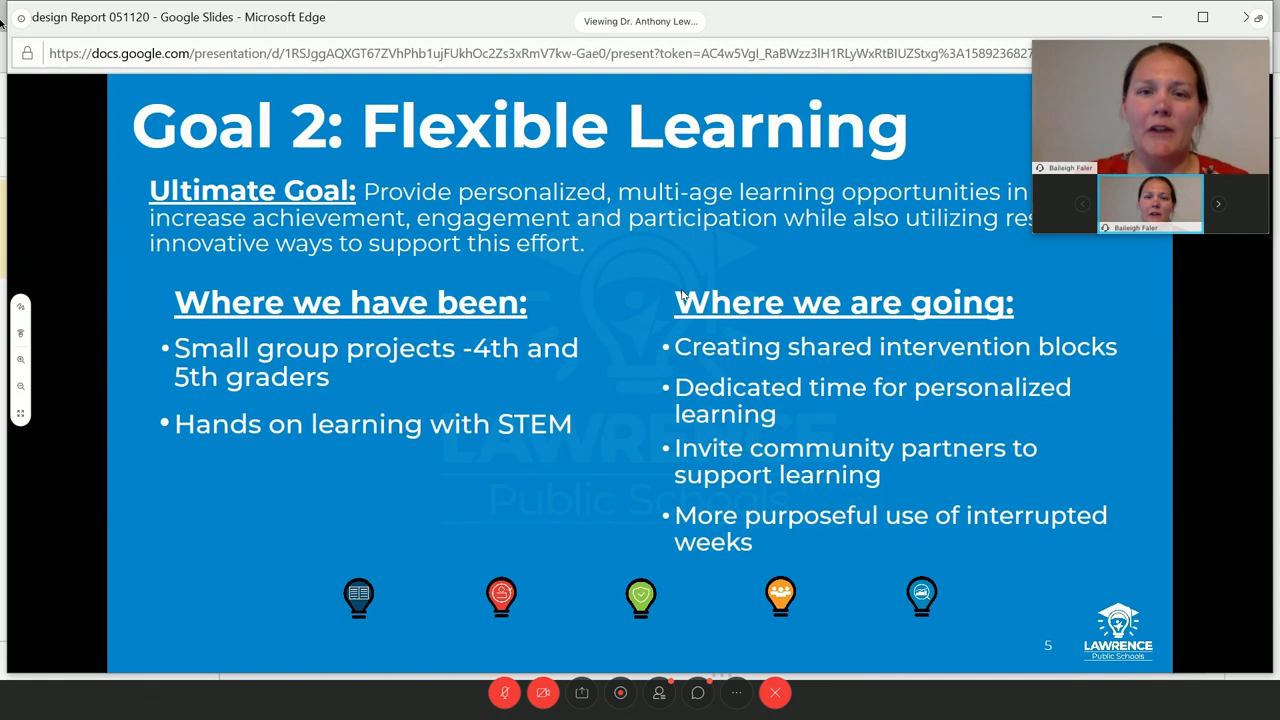 design Report 051120 - Google Slides - Microsoft Edge
Viewing Dr. Anthony Lew...
https://docs.google.com/presentation/d/1RSJggAQXGT67ZVhPhb1ujFUkhOc2Zs3xRmV7kw-Gae0/present?token=AC4w5VgI_RaBWzz3lH1RLyWxRtBIUZStxg%3A1589236827
Goal 2: Flexible Learning
Ultimate Goal: Provide personalized, multi-age learning opportunities in
increase achievement, engagement and participation while also utilizing res
innovative ways to support this effort.
Baileigh Faler
Baileigh Faler
Where we have been:
• Small group projects -4th and
5th graders
• Hands on learning with STEM
Where we are going:
• Creating shared intervention blocks
• Dedicated time for personalized
learning
• Invite community partners to
support learning
• More purposeful use of interrupted
weeks
LAWRENCE
Public Schools
5
LAWRENCE
Public Schools